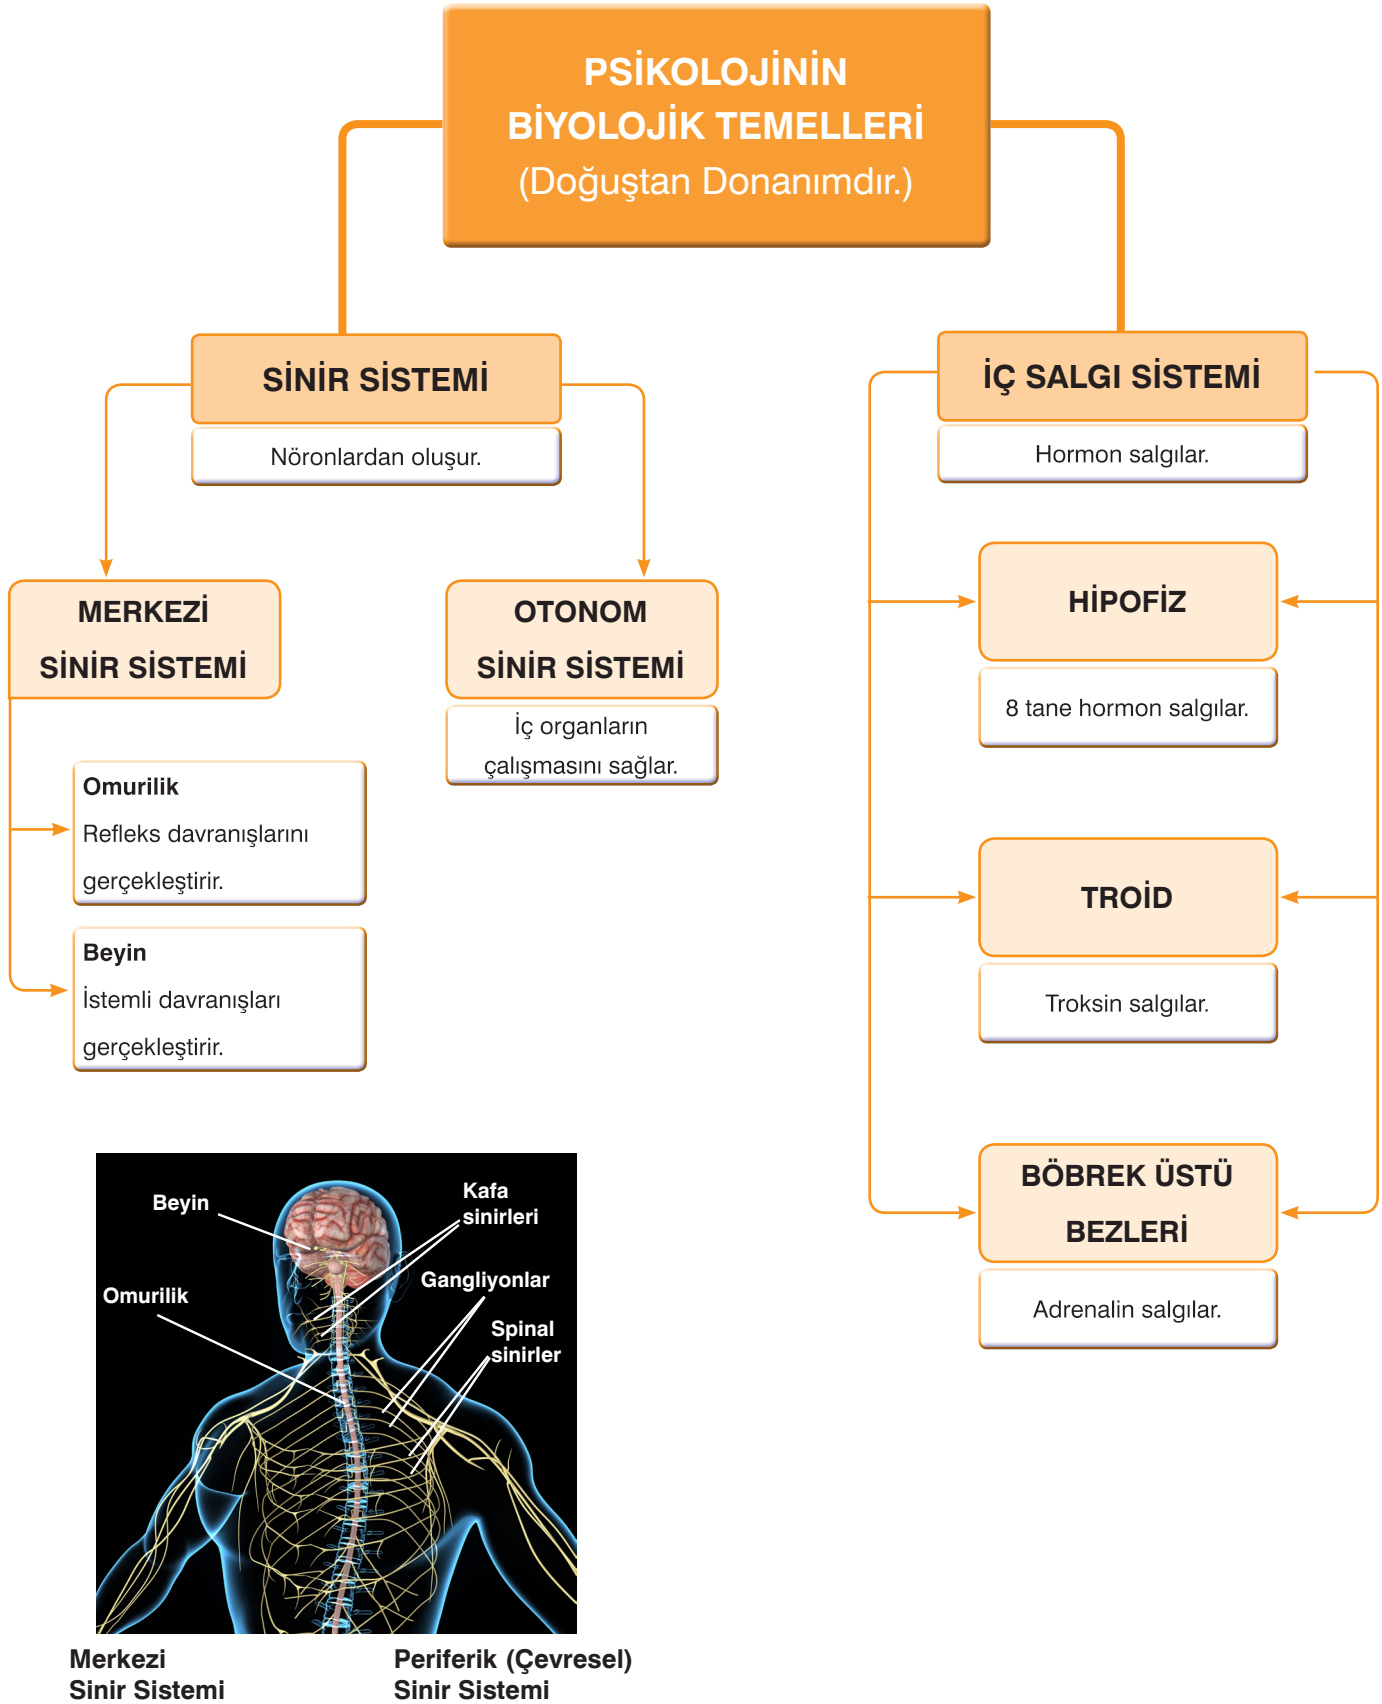 PSİKOLOJİNİN
BİYOLOJİK TEMELLERİ
(Doğuştan Donanımdır.)
SİNİR SİSTEMİ
Nöronlardan oluşur.
MERKEZİ
SİNİR SİSTEMİ
Omurilik
Refleks davranışlarını
gerçekleştirir.
Beyin
İstemli davranışları
gerçekleştirir.
OTONOM
SİNİR SİSTEMİ
İç organların
çalışmasını sağlar.
İÇ SALGI SİSTEMİ
Hormon salgılar.
HİPOFİZ
8 tane hormon salgılar.
TROİD
Troksin salgılar.
BÖBREK ÜSTÜ
BEZLERİ
Adrenalin salgılar.
Beyin
Omurilik
Kafa
sinirleri
Gangliyonlar
Spinal
sinirler
Merkezi
Sinir Sistemi
Periferik (Çevresel)
Sinir Sistemi